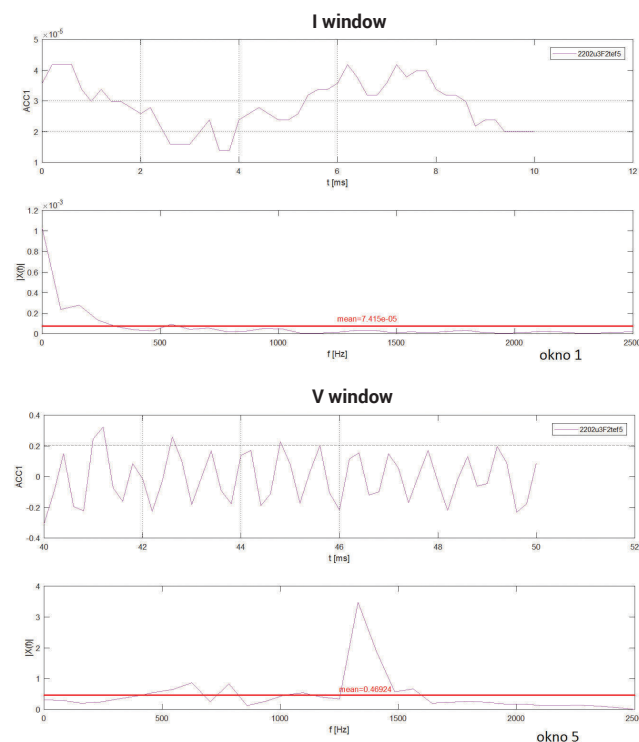 I window
×10⁻⁵
5
4
3
2
1
ACC1
2202u3F2tef5
0 2 4 6 8 10 12
t [ms]
×10⁻³
1.2
1
0.8
0.6
0.4
0.2
0
|X(f)|
mean=7.415e-05
0 500 1000 1500 2000 2500
f [Hz]
okno 1
V window
0.4
0.2
0
-0.2
-0.4
ACC1
2202u3F2tef5
40 42 44 46 48 50 52
t [ms]
4
3
2
1
0
|X(f)|
mean=0.46924
0 500 1000 1500 2000 2500
f [Hz]
okno 5